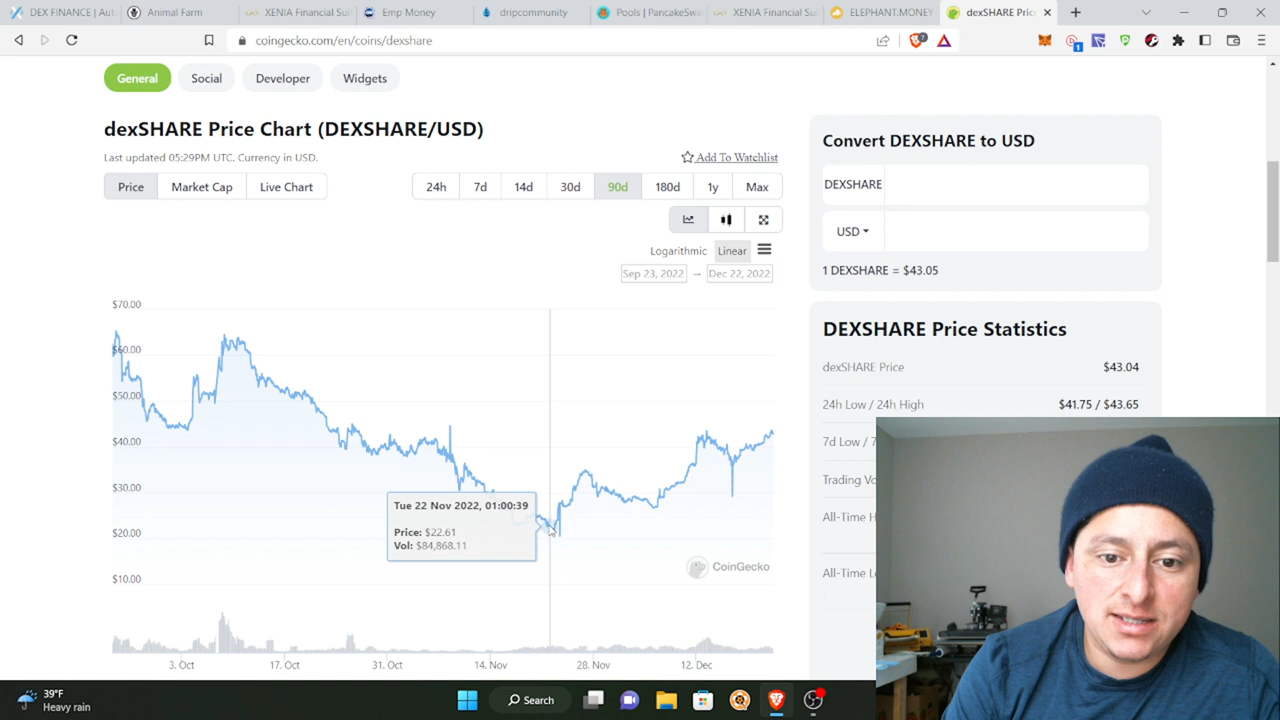 DEX FINANCE | Aut
Animal Farm
XENIA Financial Su
Emp Money
dripcommunity
Pools | PancakeSwa
XENIA Financial Su
ELEPHANT.MONEY
dexSHARE Price
coingecko.com/en/coins/dexshare
7
1
General
Social
Developer
Widgets
dexSHARE Price Chart (DEXSHARE/USD)
Last updated 05:29PM UTC. Currency in USD.
Add To Watchlist
Price
Market Cap
Live Chart
24h
7d
14d
30d
90d
180d
1y
Max
Logarithmic
Linear
Sep 23, 2022 → Dec 22, 2022
$70.00
$60.00
$50.00
$40.00
$30.00
$20.00
$10.00
Tue 22 Nov 2022, 01:00:39
Price: $22.61
Vol: $84,868.11
CoinGecko
3. Oct
17. Oct
31. Oct
14. Nov
28. Nov
12. Dec
Convert DEXSHARE to USD
DEXSHARE
USD
1 DEXSHARE = $43.05
DEXSHARE Price Statistics
dexSHARE Price $43.04
24h Low / 24h High $41.75 / $43.65
7d Low / 7
Trading Vo
All-Time H
All-Time L
39°F
Heavy rain
Search